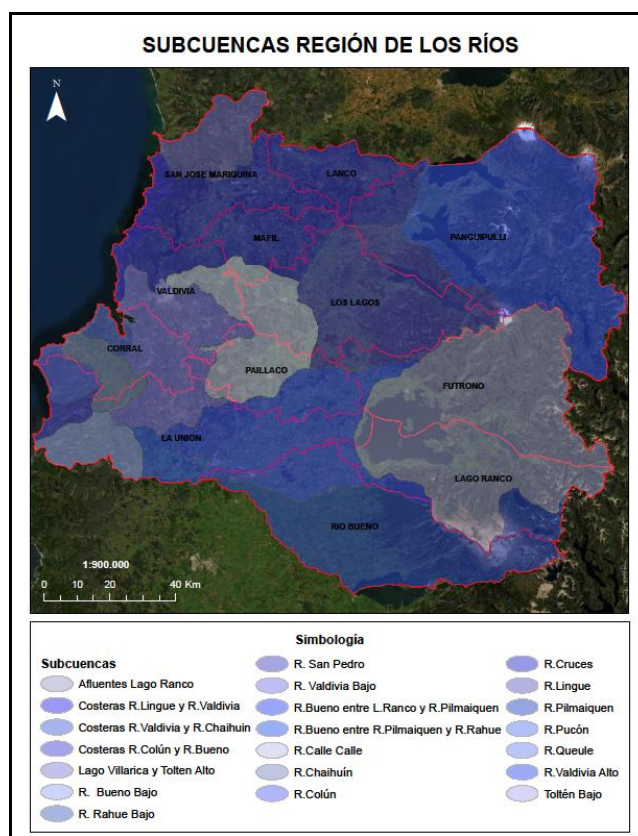 SUBCUENCAS REGIÓN DE LOS RÍOS
N
SAN JOSE MARIQUINA
LANCO
PANGUIPULLI
MAFIL
VALDIVIA
LOS LAGOS
CORRAL
PAILLACO
FUTRONO
LA UNION
LAGO RANCO
RIO BUENO
1:900.000
0 10 20 40 Km
Simbología
Subcuencas
Afluentes Lago Ranco
Costeras R.Lingue y R.Valdivia
Costeras R.Valdivia y R.Chaihuin
Costeras R.Colún y R.Bueno
Lago Villarica y Tolten Alto
R. Bueno Bajo
R. Rahue Bajo
R. San Pedro
R. Valdivia Bajo
R.Bueno entre L.Ranco y R.Pilmaiquen
R.Bueno entre R.Pilmaiquen y R.Rahue
R.Calle Calle
R.Chaihuín
R.Colún
R.Cruces
R.Lingue
R.Pilmaiquen
R.Pucón
R.Queule
R.Valdivia Alto
Toltén Bajo